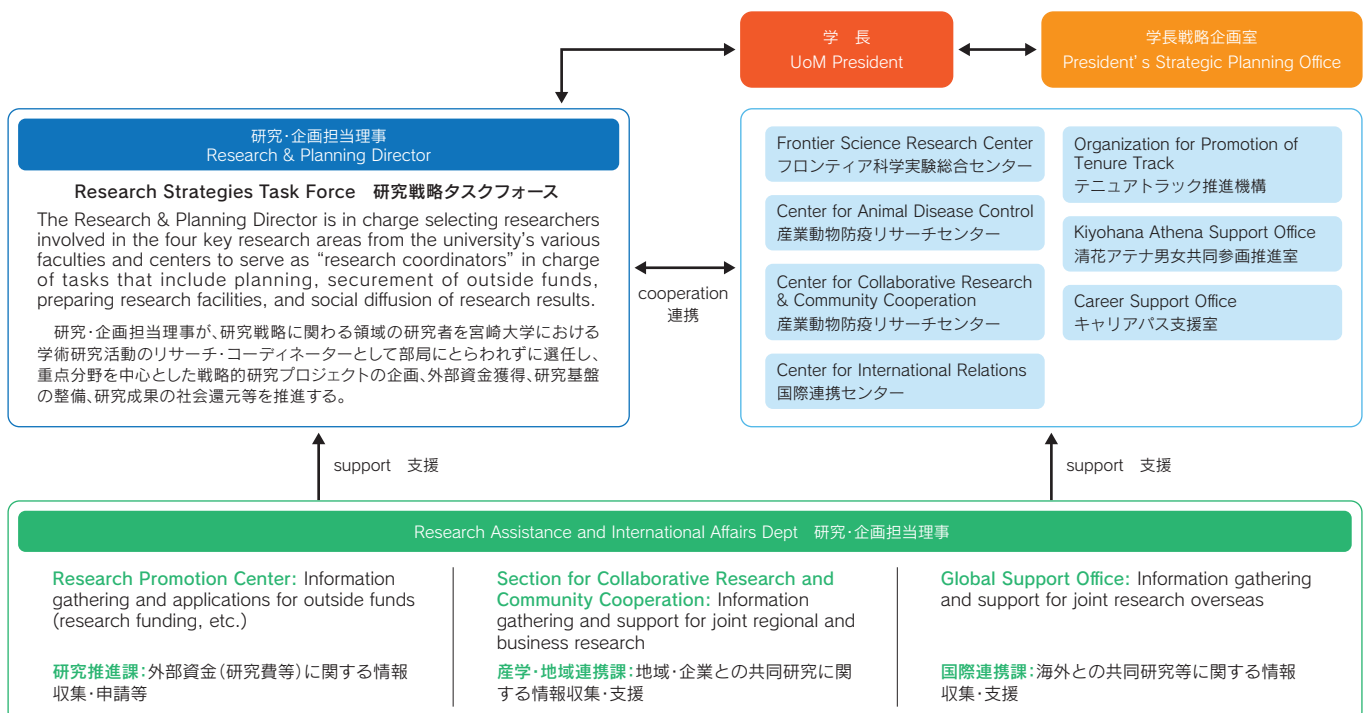 学　長
UoM President
学長戦略企画室
President's Strategic Planning Office
研究・企画担当理事
Research & Planning Director
Research Strategies Task Force　研究戦略タスクフォース
The Research & Planning Director is in charge selecting researchers
involved in the four key research areas from the university's various
faculties and centers to serve as "research coordinators" in charge
of tasks that include planning, securement of outside funds,
preparing research facilities, and social diffusion of research results.
研究・企画担当理事が、研究戦略に関わる領域の研究者を宮崎大学における
学術研究活動のリサーチ・コーディネーターとして部局にとらわれずに選任し、
重点分野を中心とした戦略的研究プロジェクトの企画、外部資金獲得、研究基盤
の整備、研究成果の社会還元等を推進する。
cooperation
連携
Frontier Science Research Center
フロンティア科学実験総合センター
Center for Animal Disease Control
産業動物防疫リサーチセンター
Center for Collaborative Research
& Community Cooperation
産業動物防疫リサーチセンター
Center for International Relations
国際連携センター
Organization for Promotion of
Tenure Track
テニュアトラック推進機構
Kiyohana Athena Support Office
清花アテナ男女共同参画推進室
Career Support Office
キャリアパス支援室
support　支援
support　支援
Research Assistance and International Affairs Dept　研究・企画担当理事
Research Promotion Center: Information
gathering and applications for outside funds
(research funding, etc.)
研究推進課:外部資金(研究費等)に関する情報
収集・申請等
Section for Collaborative Research and
Community Cooperation: Information
gathering and support for joint regional and
business research
産学・地域連携課:地域・企業との共同研究に関
する情報収集・支援
Global Support Office: Information gathering
and support for joint research overseas
国際連携課:海外との共同研究等に関する情報
収集・支援